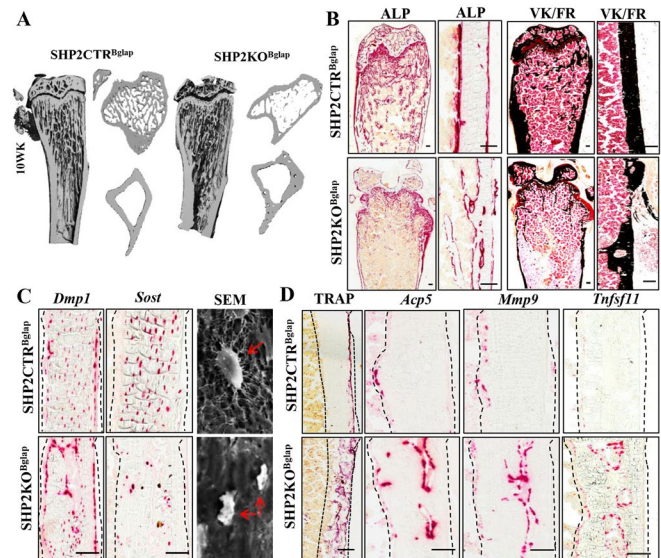 A
SHP2CTR^Bglap
SHP2KO^Bglap
10WK
B
ALP
ALP
VK/FR
VK/FR
SHP2CTR^Bglap
SHP2KO^Bglap
C
Dmp1
Sost
SEM
SHP2CTR^Bglap
SHP2KO^Bglap
D
TRAP
Acp5
Mmp9
Tnfsf11
SHP2CTR^Bglap
SHP2KO^Bglap